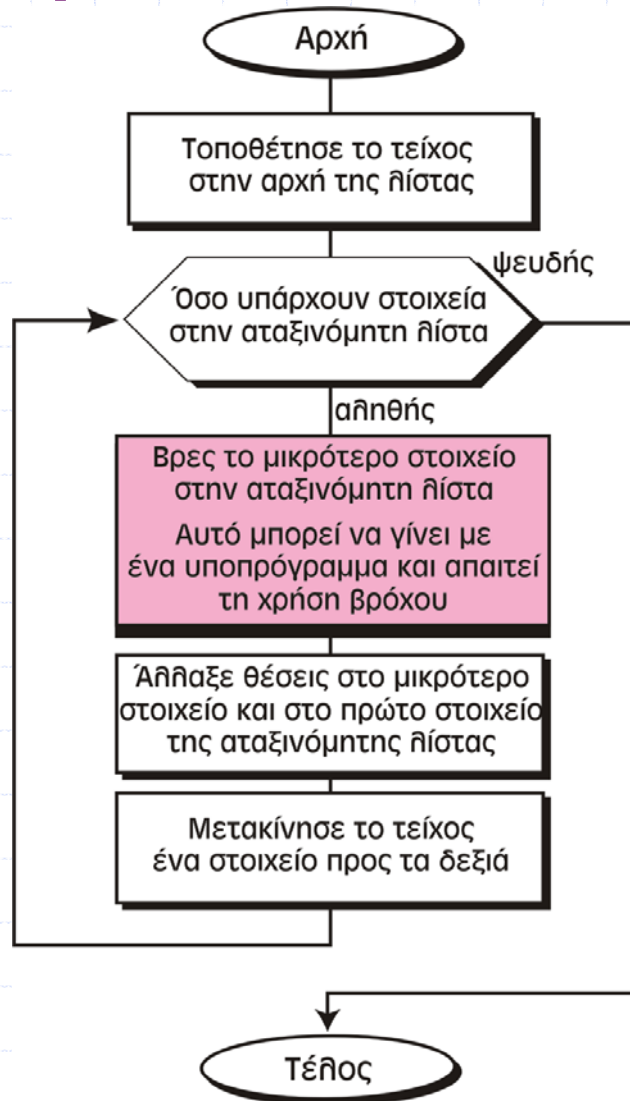 Αρχή
Τοποθέτησε το τείχος
στην αρχή της λίστας
ψευδής
Όσο υπάρχουν στοιχεία
στην αταξινόμητη λίστα
αληθής
Βρες το μικρότερο στοιχείο
στην αταξινόμητη λίστα
Αυτό μπορεί να γίνει με
ένα υποπρόγραμμα και απαιτεί
τη χρήση βρόχου
Άλλαξε θέσεις στο μικρότερο
στοιχείο και στο πρώτο στοιχείο
της αταξινόμητης λίστας
Μετακίνησε το τείχος
ένα στοιχείο προς τα δεξιά
Τέλος